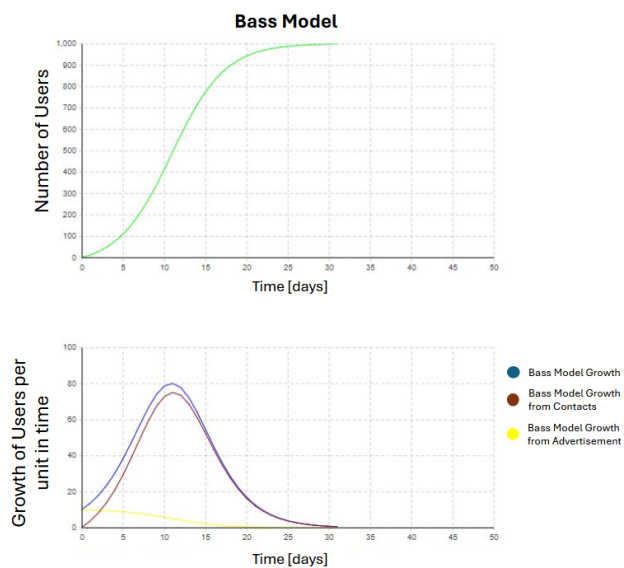 Bass Model
Number of Users
1,000
900
800
700
600
500
400
300
200
100
0
0 5 10 15 20 25 30 35 40 45 50
Time [days]
Growth of Users per
unit in time
100
80
60
40
20
0
0 5 10 15 20 25 30 35 40 45 50
Time [days]
Bass Model Growth
Bass Model Growth
from Contacts
Bass Model Growth
from Advertisement